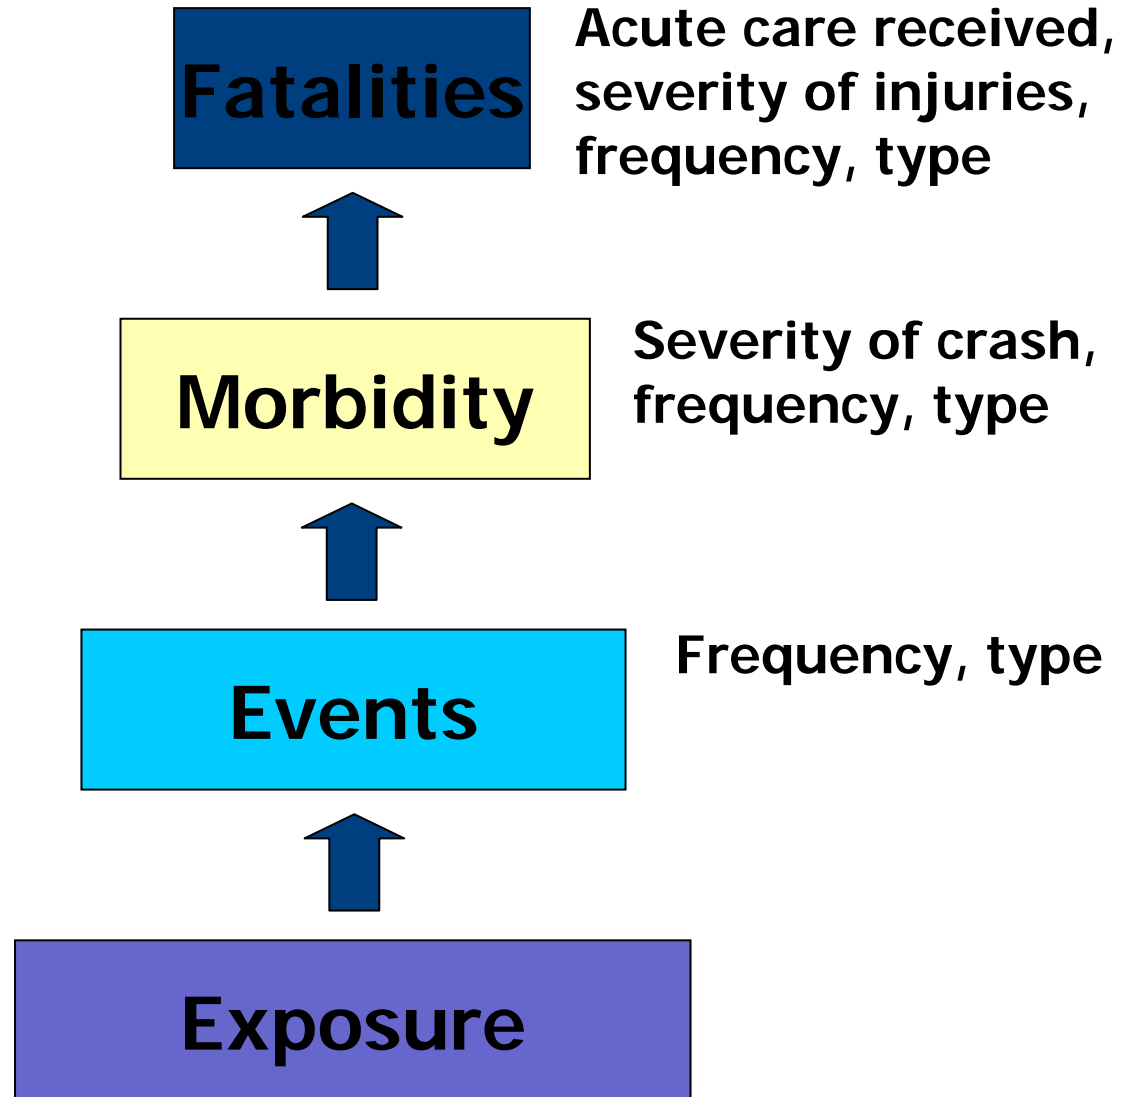 Fatalities
Acute care received,
severity of injuries,
frequency, type
Morbidity
Severity of crash,
frequency, type
Events
Frequency, type
Exposure